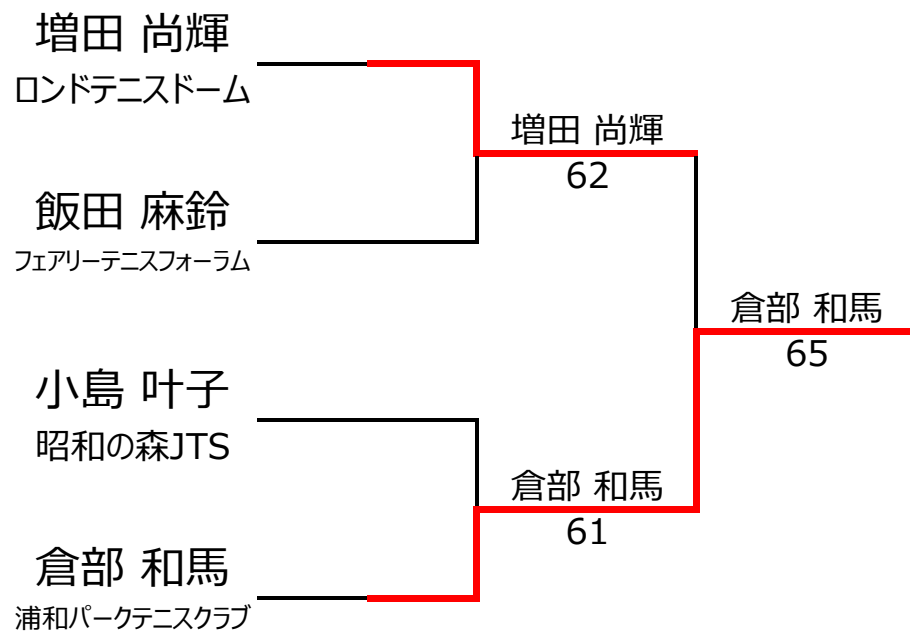 増田 尚輝
ロンドテニスドーム
増田 尚輝
62
飯田 麻鈴
フェアリーテニスフォーラム
倉部 和馬
65
小島 叶子
昭和の森JTS
倉部 和馬
61
倉部 和馬
浦和パークテニスクラブ